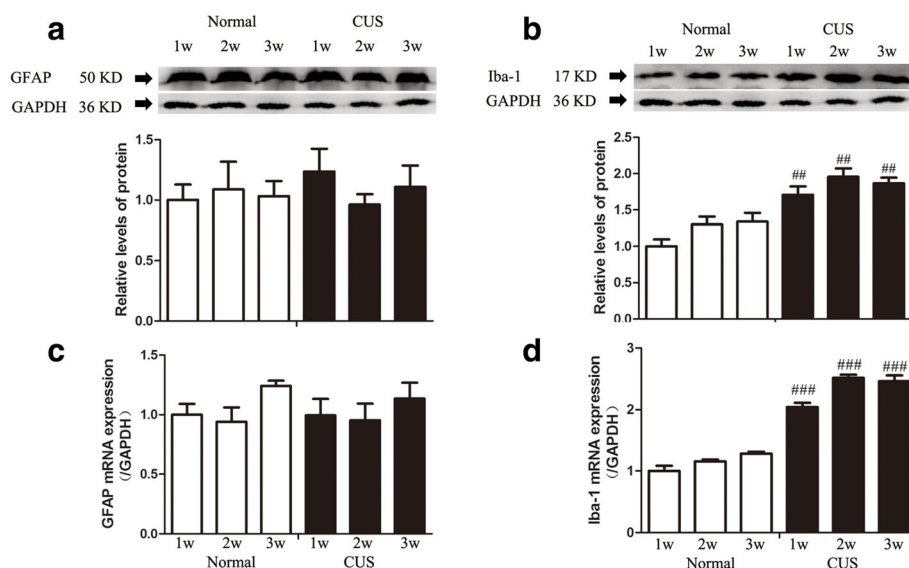 a
Normal CUS
1w 2w 3w 1w 2w 3w
GFAP 50 KD
GAPDH 36 KD
Relative levels of protein
1.5
1.0
0.5
0.0
b
Normal CUS
1w 2w 3w 1w 2w 3w
Iba-1 17 KD
GAPDH 36 KD
Relative levels of protein
2.5
2.0
1.5
1.0
0.5
0.0
## ## ##
c
GFAP mRNA expression
(/GAPDH)
1.5
1.0
0.5
0.0
1w 2w 3w 1w 2w 3w
Normal CUS
d
Iba-1 mRNA expression
(/GAPDH)
3
2
1
0
### ### ###
1w 2w 3w 1w 2w 3w
Normal CUS